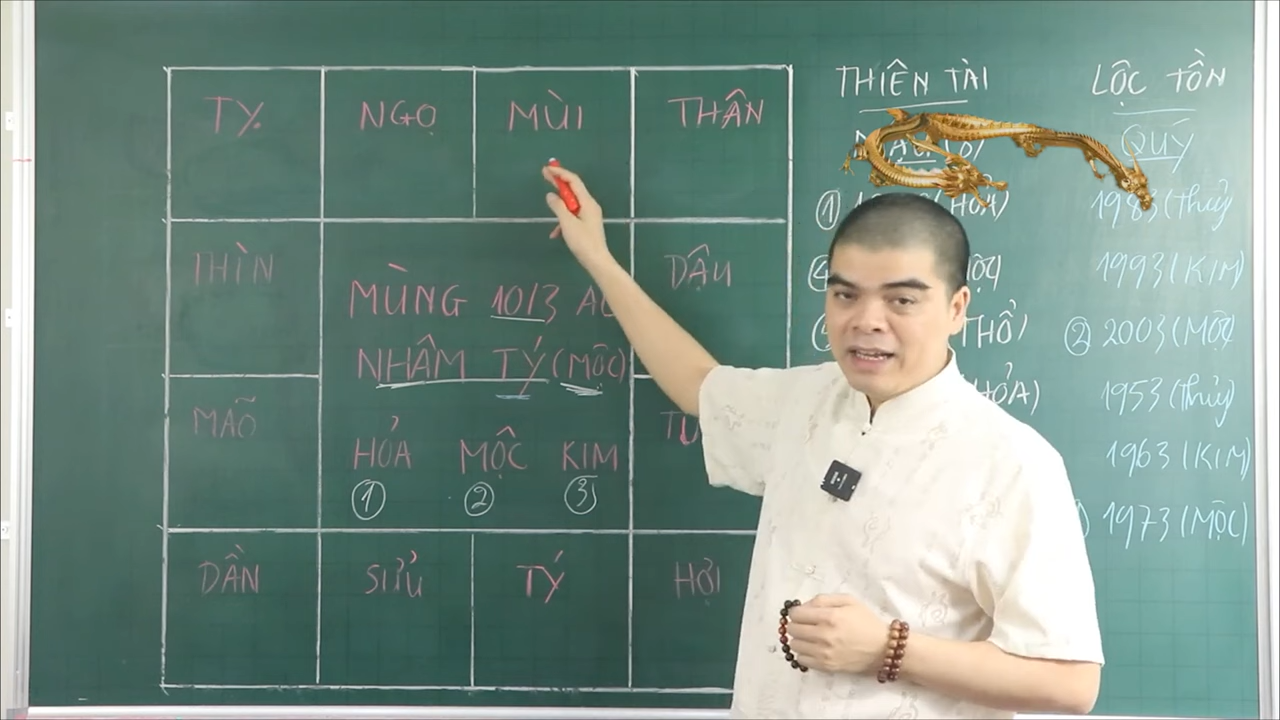 TỴ
NGỌ
MÙI
THÂN
THÌN
DẬU
MÙNG 10/3
NHÂM TÝ (MỘC)
MÃO
HỎA MỘC KIM
① ② ③
DẦN
SỬU
TÝ
HỢI
THIÊN TÀI
①
LỘC TỒN
QUÝ
1983 (Thủy)
1993 (KIM)
② 2003 (MỘC)
1953 (Thủy)
1963 (KIM)
1973 (MỘC)